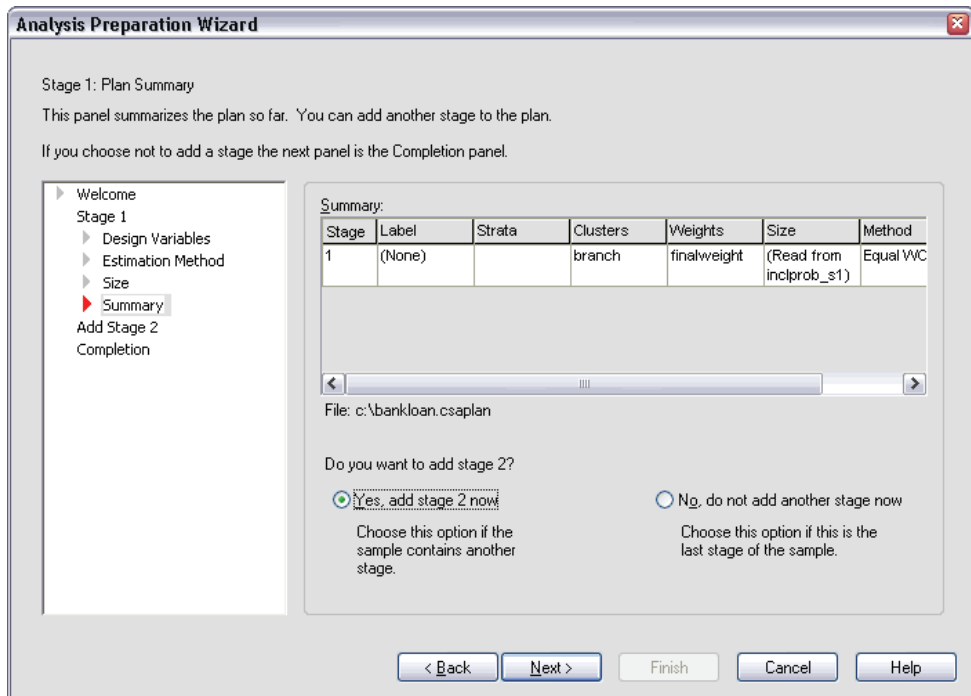 Analysis Preparation Wizard
Stage 1: Plan Summary
This panel summarizes the plan so far. You can add another stage to the plan.
If you choose not to add a stage the next panel is the Completion panel.
Welcome
Stage 1
Design Variables
Estimation Method
Size
Summary
Add Stage 2
Completion
Summary:
Stage Label Strata Clusters Weights Size Method
1 (None) branch finalweight (Read from Equal WO
inclprob_s1)
File: c:\bankloan.csaplan
Do you want to add stage 2?
Yes, add stage 2 now
Choose this option if the
sample contains another
stage.
No, do not add another stage now
Choose this option if this is the
last stage of the sample.
< Back Next > Finish Cancel Help